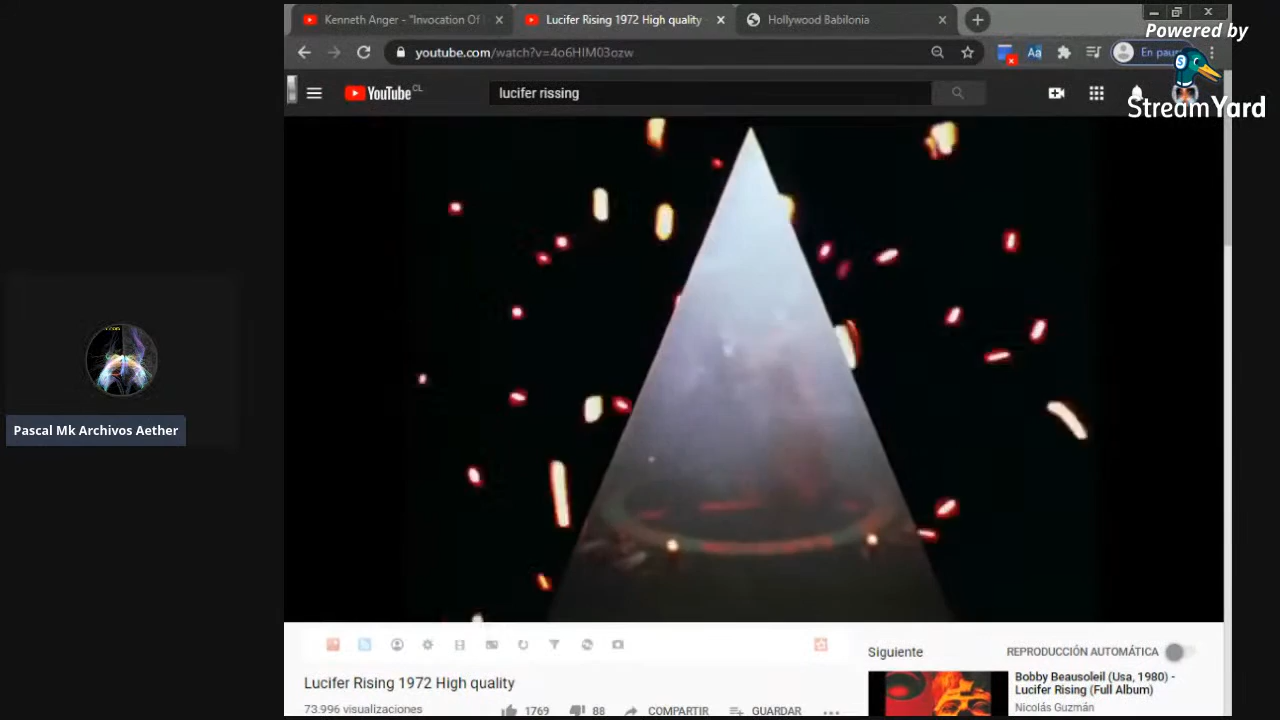 Kenneth Anger - "Invocation Of
Lucifer Rising 1972 High quality
Hollywood Babilonia
Powered by
StreamYard
youtube.com/watch?v=4o6HIM03ozw
Aa
En pau
YouTube CL
lucifer rissing
Pascal Mk Archivos Aether
Siguiente
REPRODUCCIÓN AUTOMÁTICA
Lucifer Rising 1972 High quality
73.996 visualizaciones
1769
88
COMPARTIR
GUARDAR
Bobby Beausoleil (Usa, 1980) -
Lucifer Rising (Full Album)
Nicolás Guzmán